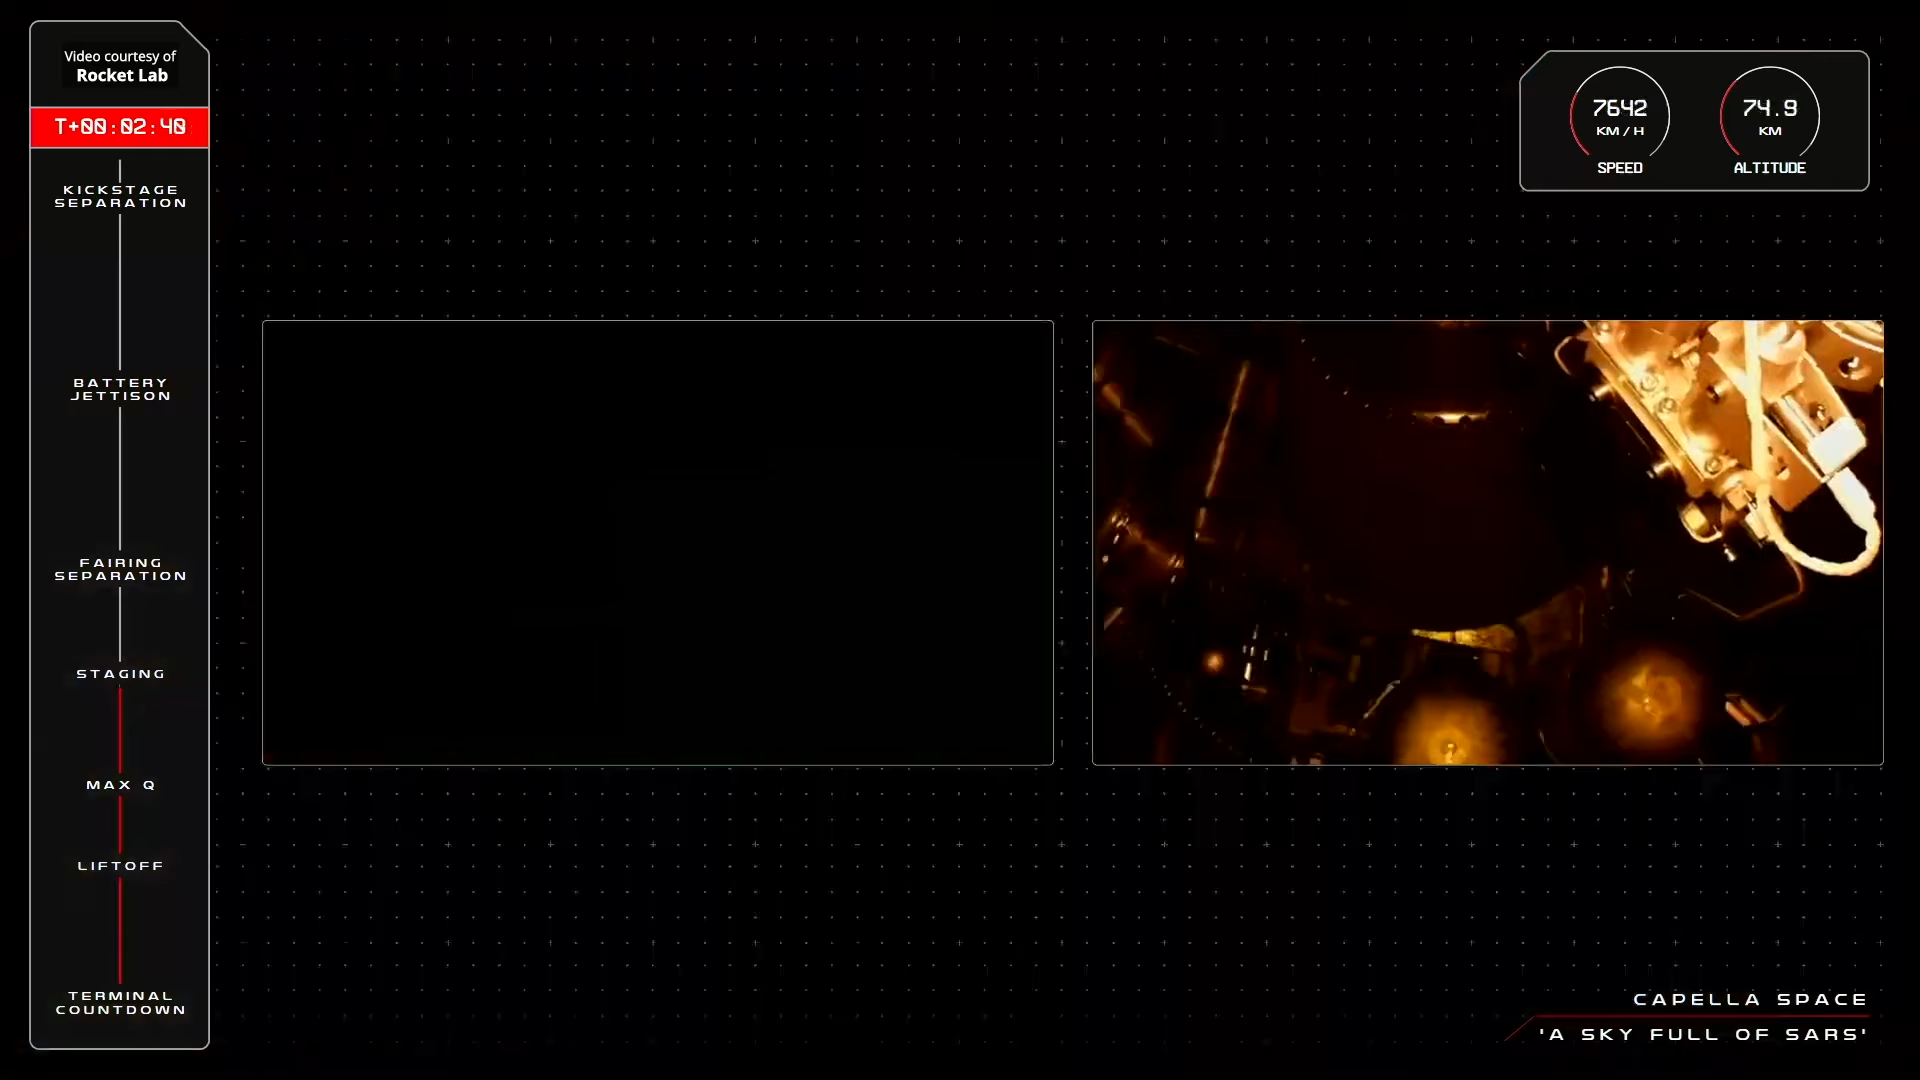 Video courtesy of
Rocket Lab
T+00:02:40
KICKSTAGE
SEPARATION
BATTERY
JETTISON
FAIRING
SEPARATION
STAGING
MAX Q
LIFTOFF
TERMINAL
COUNTDOWN
7642
KM/H
SPEED
74.9
KM
ALTITUDE
CAPELLA SPACE
'A SKY FULL OF SARS'